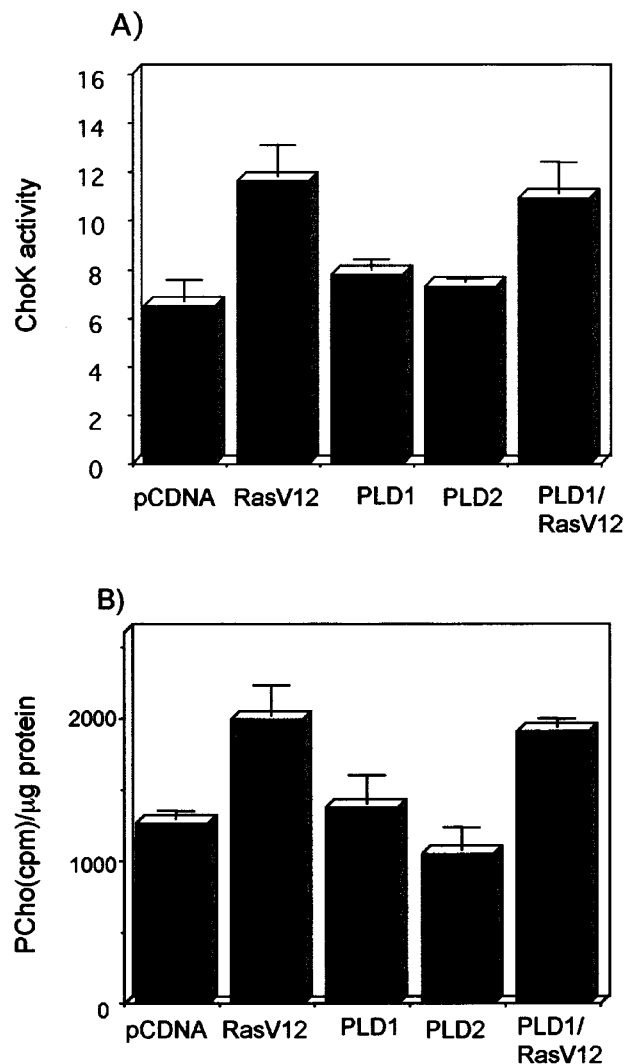 A)
16
14
12
10
8
6
4
2
0
ChoK activity
pCDNA RasV12 PLD1 PLD2 PLD1/
RasV12
B)
2000
1000
0
PCho(cpm)/µg protein
pCDNA RasV12 PLD1 PLD2 PLD1/
RasV12